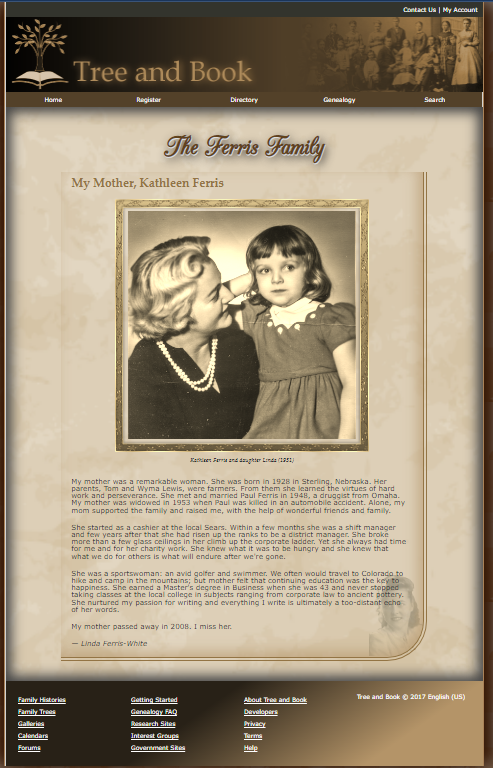 Contact Us | My Account
Tree and Book
Home Register Directory Genealogy Search
The Ferris Family
My Mother, Kathleen Ferris
Kathleen Ferris and daughter Linda (1951)
My mother was a remarkable woman. She was born in 1928 in Sterling, Nebraska. Her
parents, Tom and Wyma Lewis, were farmers. From them she learned the virtues of hard
work and perseverance. She met and married Paul Ferris in 1948, a druggist from Omaha.
My mother was widowed in 1953 when Paul was killed in an automobile accident. Alone, my
mom supported the family and raised me, with the help of wonderful friends and family.
She started as a cashier at the local Sears. Within a few months she was a shift manager
and few years after that she had risen up the ranks to be a district manager. She broke
more than a few glass ceilings in her climb up the corporate ladder. Yet she always had time
for me and for her charity work. She knew what it was to be hungry and she knew that
what we do for others is what will endure after we're gone.
She was a sportswoman: an avid golfer and swimmer. We often would travel to Colorado to
hike and camp in the mountains; but mother felt that continuing education was the key to
happiness. She earned a Master's degree in Business when she was 43 and never stopped
taking classes at the local college in subjects ranging from corporate law to ancient pottery.
She nurtured my passion for writing and everything I write is ultimately a too-distant echo
of her words.
My mother passed away in 2008. I miss her.
— Linda Ferris-White
Family Histories Getting Started About Tree and Book Tree and Book © 2017 English (US)
Family Trees Genealogy FAQ Developers
Galleries Research Sites Privacy
Calendars Interest Groups Terms
Forums Government Sites Help